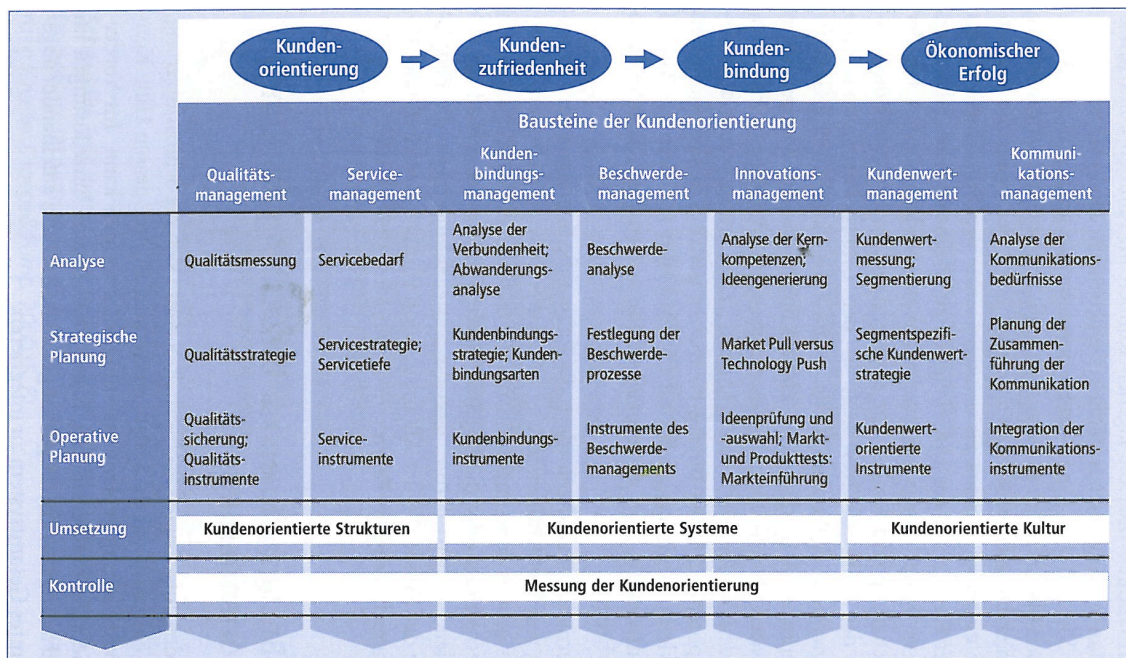 Kunden-
orientierung
Kunden-
zufriedenheit
Kunden-
bindung
Ökonomischer
Erfolg
Bausteine der Kundenorientierung
Qualitäts-
management
Service-
management
Kunden-
bindungs-
management
Beschwerde-
management
Innovations-
management
Kundenwert-
management
Kommuni-
kations-
management
Analyse
Qualitätsmessung
Servicebedarf
Analyse der
Verbundenheit;
Abwanderungs-
analyse
Beschwerde-
analyse
Analyse der Kern-
kompetenzen;
Ideengenerierung
Kundenwert-
messung;
Segmentierung
Analyse der
Kommunikations-
bedürfnisse
Strategische
Planung
Qualitätsstrategie
Servicestrategie;
Servicetiefe
Kundenbindungs-
strategie; Kunden-
bindungsarten
Festlegung der
Beschwerde-
prozesse
Market Pull versus
Technology Push
Segmentspezifi-
sche Kundenwert-
strategie
Planung der
Zusammen-
führung der
Kommunikation
Operative
Planung
Qualitäts-
sicherung;
Qualitäts-
instrumente
Service-
instrumente
Kundenbindungs-
instrumente
Instrumente des
Beschwerde-
managements
Ideenprüfung und
-auswahl; Markt-
und Produkttests:
Markteinführung
Kundenwert-
orientierte
Instrumente
Integration der
Kommunikations-
instrumente
Umsetzung
Kundenorientierte Strukturen
Kundenorientierte Systeme
Kundenorientierte Kultur
Kontrolle
Messung der Kundenorientierung